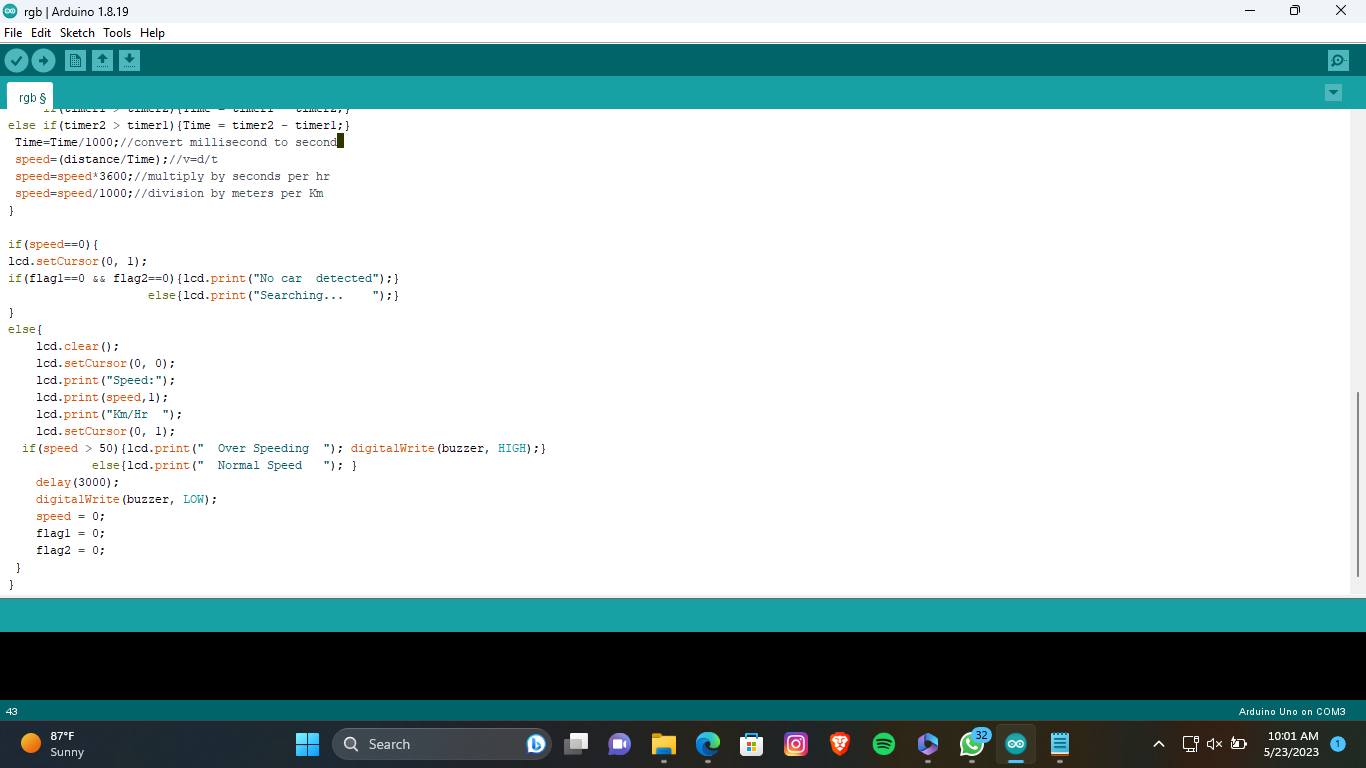 rgb | Arduino 1.8.19
File Edit Sketch Tools Help
rgb §
else if(timer2 > timer1){Time = timer2 - timer1;}
Time=Time/1000;//convert millisecond to second
speed=(distance/Time);//v=d/t
speed=speed*3600;//multiply by seconds per hr
speed=speed/1000;//division by meters per Km
}
if(speed==0){
lcd.setCursor(0, 1);
if(flag1==0 && flag2==0){lcd.print("No car  detected");}
else{lcd.print("Searching...    ");}
}
else{
lcd.clear();
lcd.setCursor(0, 0);
lcd.print("Speed:");
lcd.print(speed,1);
lcd.print("Km/Hr  ");
lcd.setCursor(0, 1);
if(speed > 50){lcd.print("  Over Speeding  "); digitalWrite(buzzer, HIGH);}
else{lcd.print("  Normal Speed   "); }
delay(3000);
digitalWrite(buzzer, LOW);
speed = 0;
flag1 = 0;
flag2 = 0;
}
}
43
Arduino Uno on COM3
87°F
Sunny
Search
32
10:01 AM
5/23/2023
1